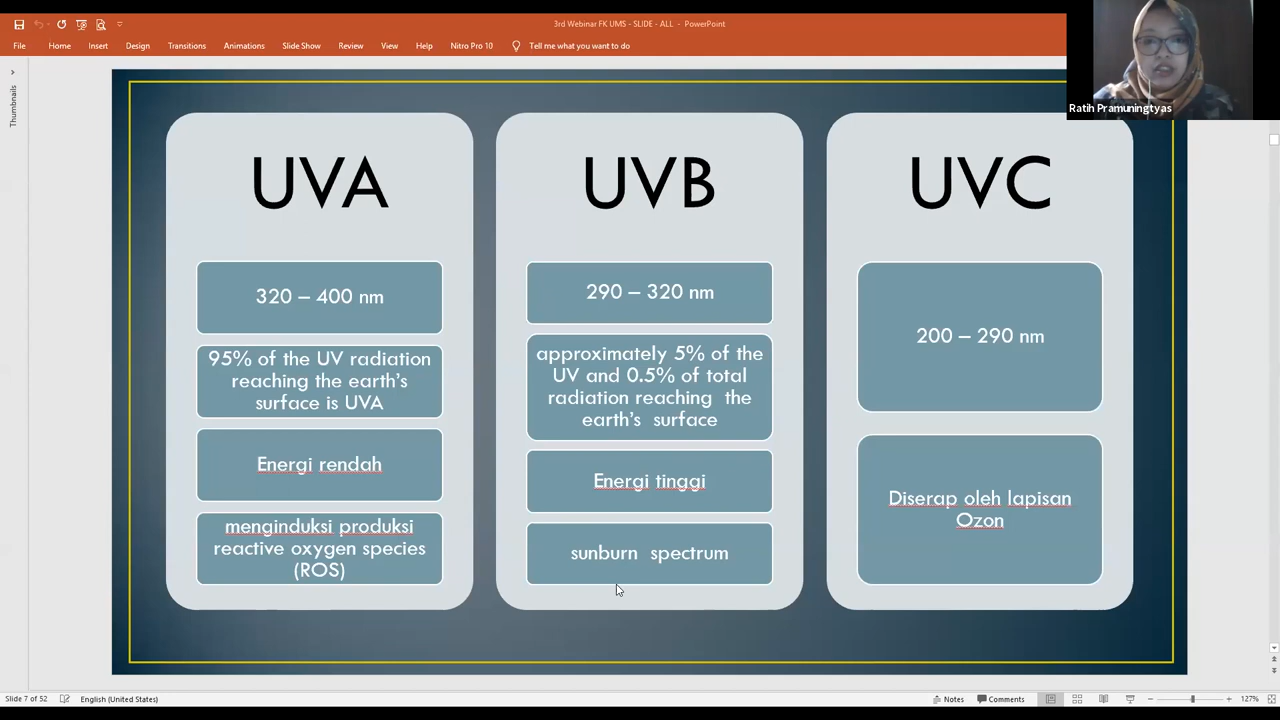 3rd Webinar FK UMS - SLIDE - ALL - PowerPoint
File Home Insert Design Transitions Animations Slide Show Review View Help Nitro Pro 10 Tell me what you want to do
Ratih Pramuningtyas
Thumbnails
UVA
320 – 400 nm
95% of the UV radiation
reaching the earth's
surface is UVA
Energi rendah
menginduksi produksi
reactive oxygen species
(ROS)
UVB
290 – 320 nm
approximately 5% of the
UV and 0.5% of total
radiation reaching the
earth's surface
Energi tinggi
sunburn spectrum
UVC
200 – 290 nm
Diserap oleh lapisan
Ozon
Slide 7 of 52 English (United States) Notes Comments 127%